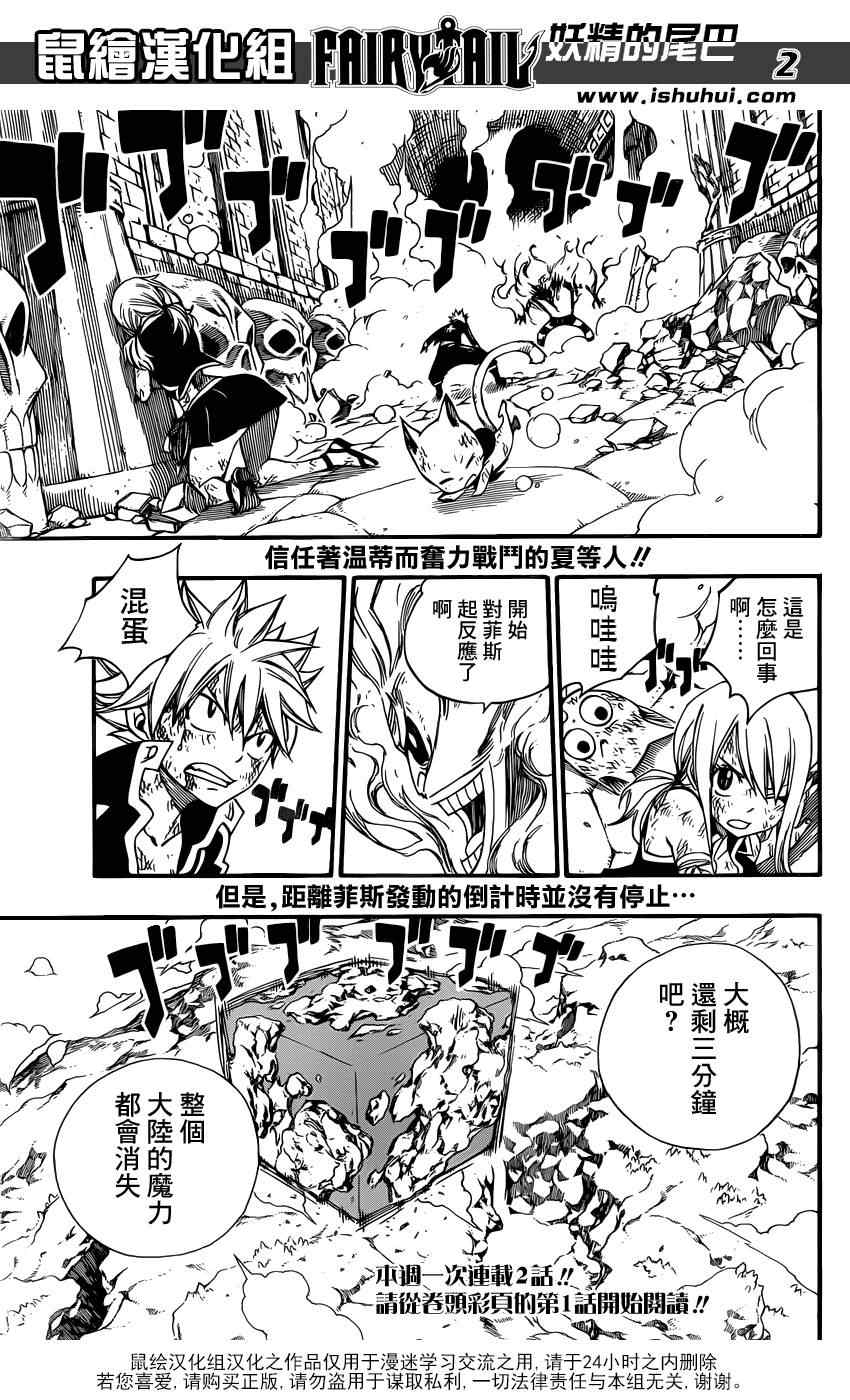 鼠繪漢化組
FAIRY TAIL
妖精的尾巴
2
www.ishuhui.com
ゴゴゴゴゴゴゴ
信任著温蒂而奮力戰鬥的夏等人!!
這是
怎麼回事
啊……
嗚哇哇
ゴゴゴ
開始
對菲斯
起反應了
啊
混蛋
ゴゴゴ
但是,距離菲斯發動的倒計時並沒有停止…
ゴゴゴゴゴゴゴ
大概
還剩三分鐘
吧?
整個
大陸的魔力
都會消失
本週一次連載2話!!
請從卷頭彩頁的第1話開始閱讀!!
鼠绘汉化组汉化之作品仅用于漫迷学习交流之用,请于24小时之内删除
若您喜爱,请购买正版,请勿盗用于谋取私利,一切法律责任与本组无关,谢谢。